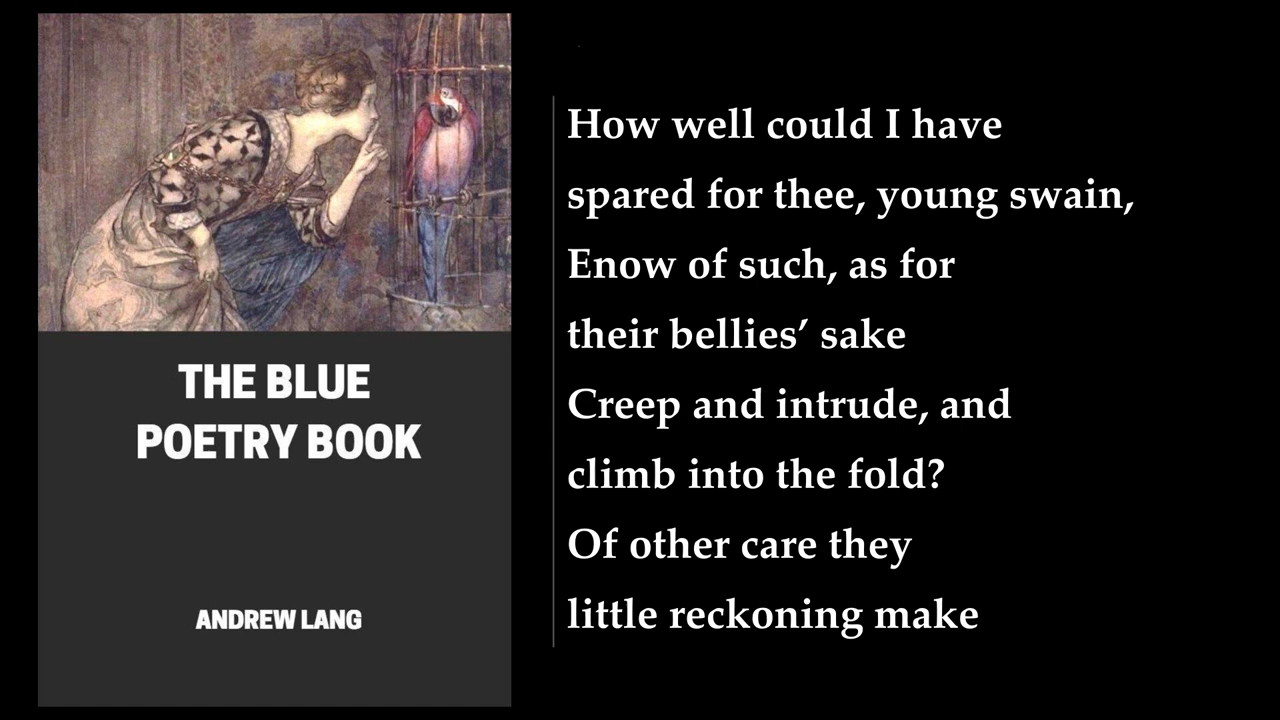 THE BLUE
POETRY BOOK
ANDREW LANG
How well could I have
spared for thee, young swain,
Enow of such, as for
their bellies’ sake
Creep and intrude, and
climb into the fold?
Of other care they
little reckoning make